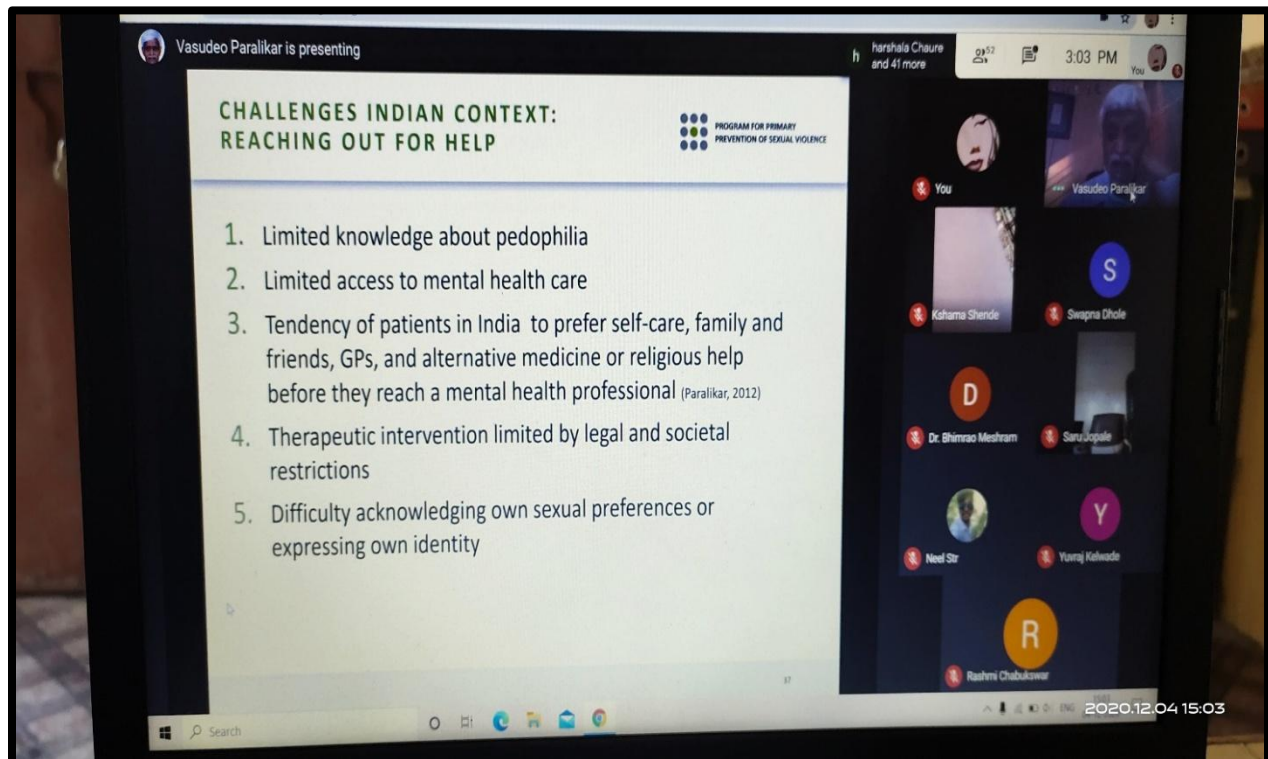 Vasudeo Paralikar is presenting
h
harshala Chaure
and 41 more
52
3:03 PM
You
CHALLENGES INDIAN CONTEXT:
REACHING OUT FOR HELP
PROGRAM FOR PRIMARY
PREVENTION OF SEXUAL VIOLENCE
1. Limited knowledge about pedophilia
2. Limited access to mental health care
3. Tendency of patients in India to prefer self-care, family and
friends, GPs, and alternative medicine or religious help
before they reach a mental health professional (Paralikar, 2012)
4. Therapeutic intervention limited by legal and societal
restrictions
5. Difficulty acknowledging own sexual preferences or
expressing own identity
37
You
Vasudeo Paralikar
Kshama Shende
S
Swapna Dhole
D
Dr. Bhimrao Meshram
Saru Jopale
Neel Str
Y
Yuvraj Kelwade
R
Rashmi Chabukswar
Search
ENG
2020.12.04 15:03